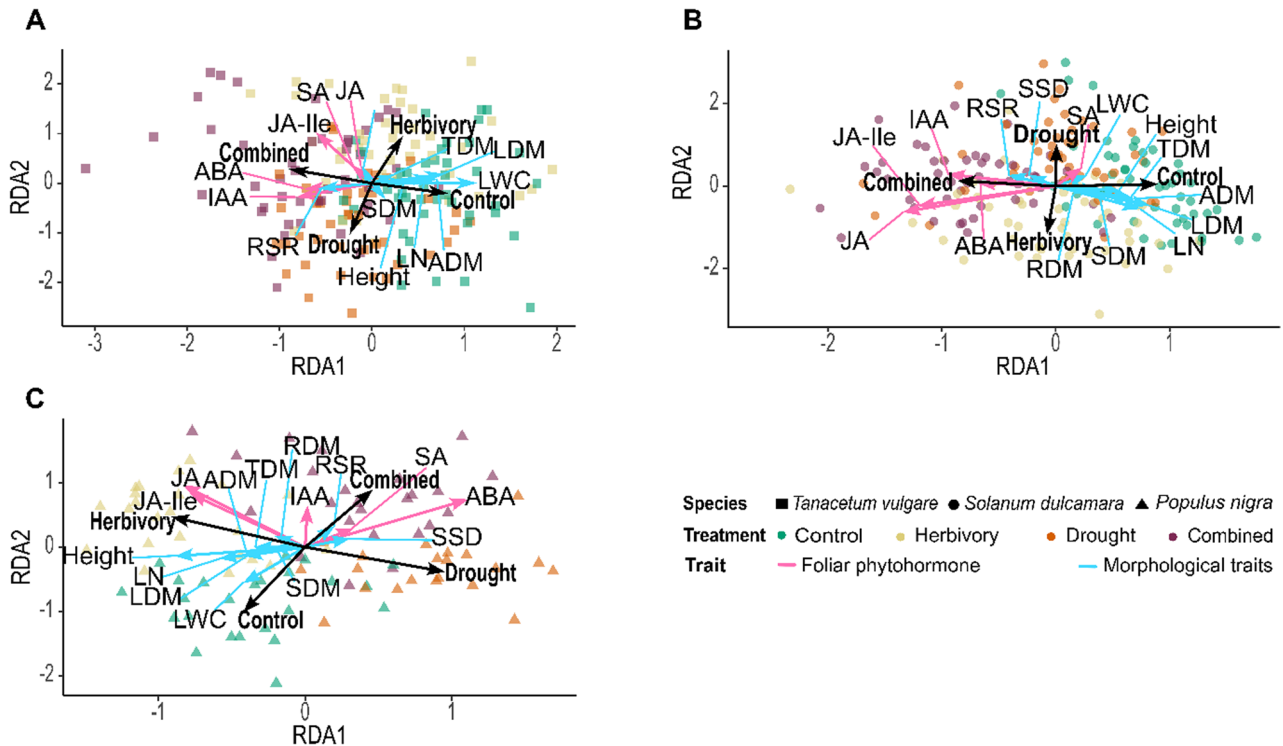 A
RDA2
2
1
0
-1
-2
SA JA
JA-Ile
Herbivory
Combined
TDM
LDM
ABA
LWC
IAA
Control
SDM
RSR
Drought
LN
ADM
Height
-3 -2 -1 0 1 2
RDA1
B
RDA2
2
0
-2
SSD
RSR
SA
LWC
IAA
JA-Ile
Drought
Height
TDM
Combined
Control
ADM
JA
ABA
Herbivory
LDM
LN
RDM
SDM
-2 -1 0 1
RDA1
C
RDA2
1
0
-1
-2
RDM
TDM
RSR
SA
JA
ADM
Combined
JA-Ile
IAA
ABA
Herbivory
Height
SSD
LN
Drought
LDM
SDM
LWC
Control
-1 0 1
RDA1
Species Tanacetum vulgare Solanum dulcamara Populus nigra
Treatment Control Herbivory Drought Combined
Trait Foliar phytohormone Morphological traits